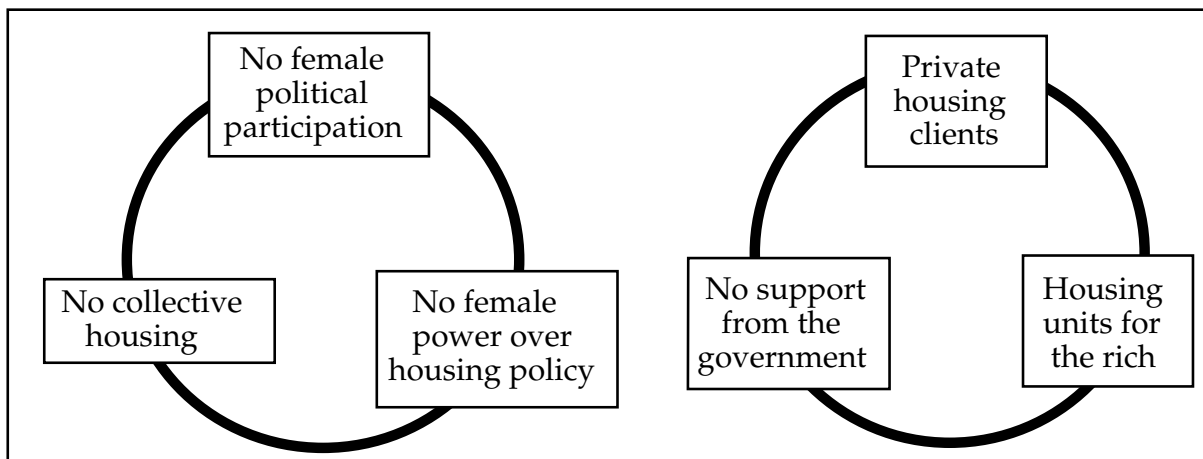 No female
political
participation
Private
housing
clients
No collective
housing
No female
power over
housing policy
No support
from the
government
Housing
units for
the rich